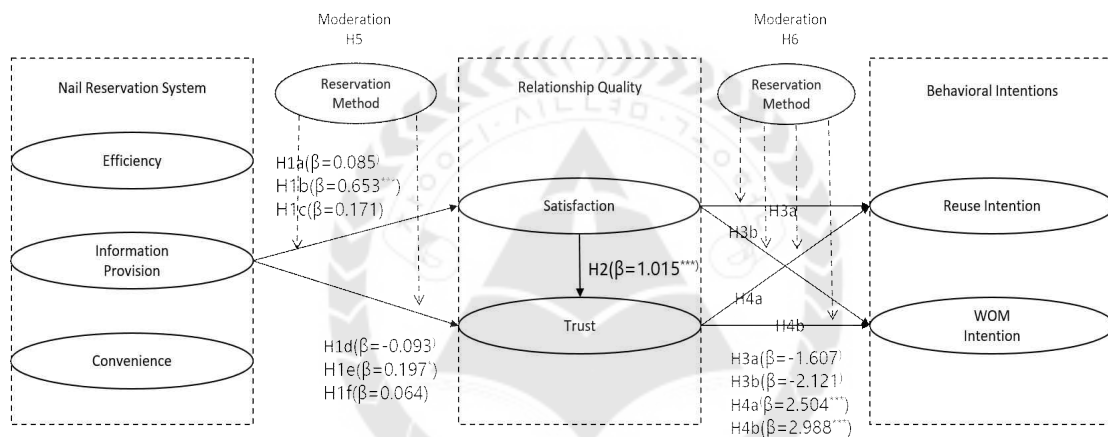 Moderation
H5
Moderation
H6
Nail Reservation System
Reservation
Method
Relationship Quality
Reservation
Method
Behavioral Intentions
Efficiency
H1a(β=0.085)
H1b(β=0.653***)
H1c(β=0.171)
Satisfaction
H3a
Reuse Intention
H3b
Information
Provision
H2(β=1.015***)
H4a
Trust
H4b
WOM
Intention
Convenience
H1d(β=-0.093)
H1e(β=0.197*)
H1f(β=0.064)
H3a(β=-1.607)
H3b(β=-2.121)
H4a(β=2.504***)
H4b(β=2.988***)